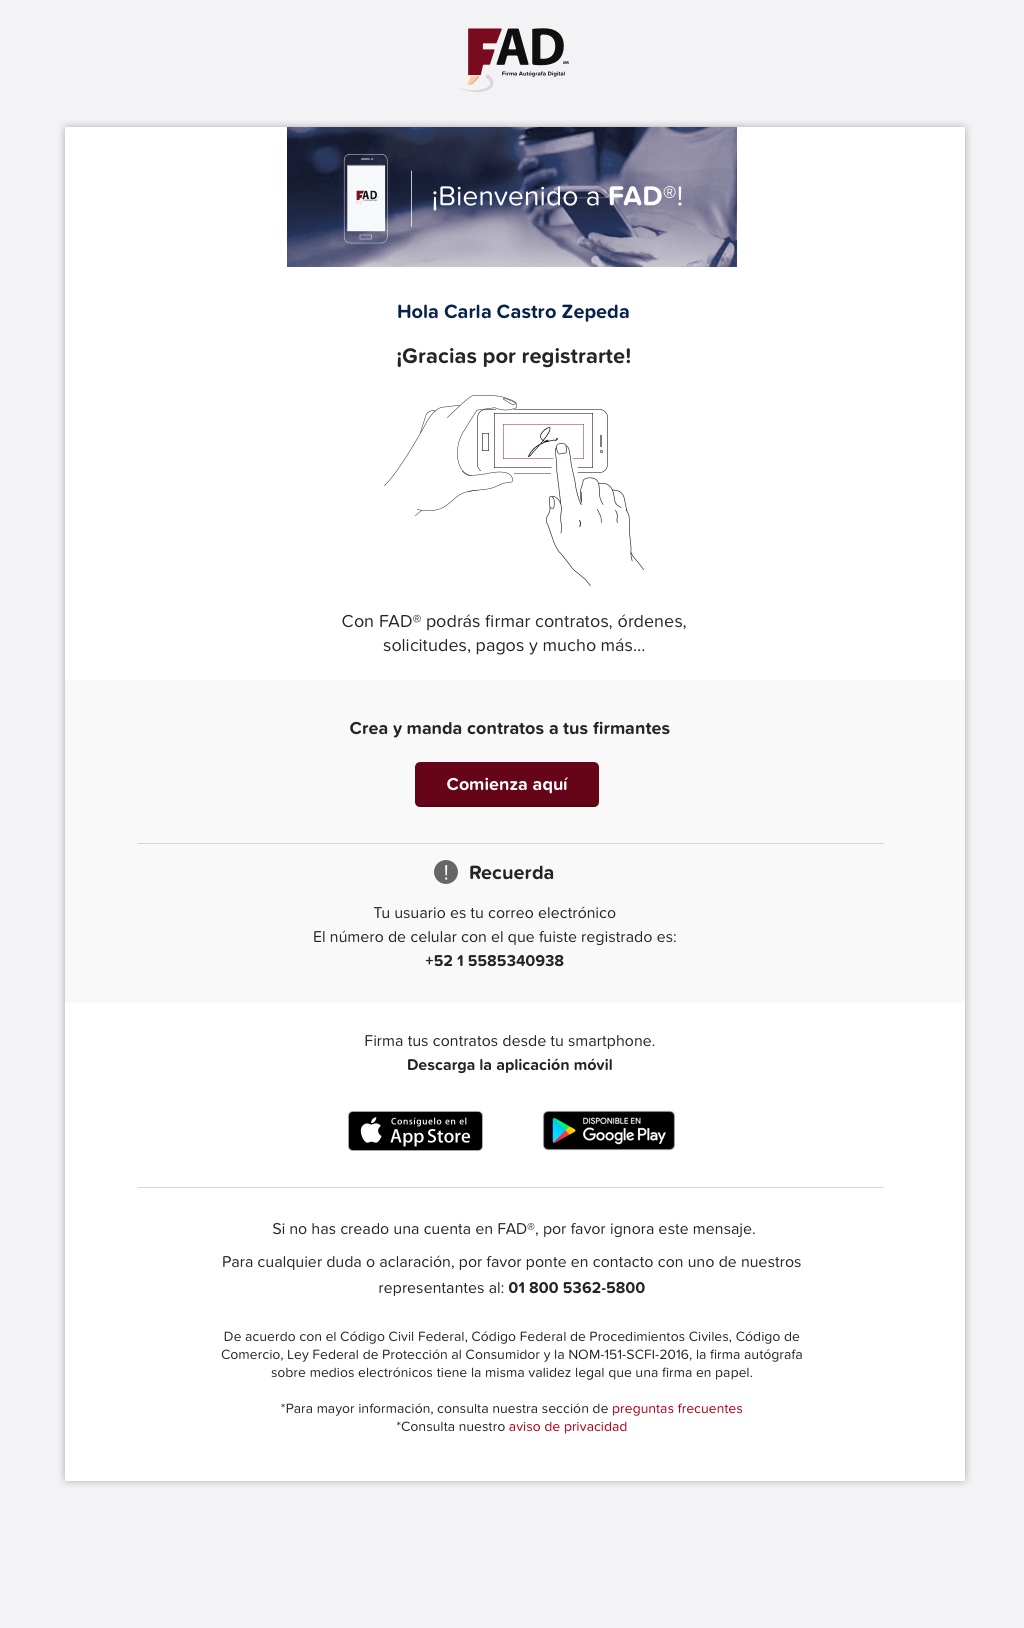 FAD
Firma Autógrafa Digital
FAD
¡Bienvenido a FAD®!
Hola Carla Castro Zepeda
¡Gracias por registrarte!
Con FAD® podrás firmar contratos, órdenes,
solicitudes, pagos y mucho más...
Crea y manda contratos a tus firmantes
Comienza aquí
! Recuerda
Tu usuario es tu correo electrónico
El número de celular con el que fuiste registrado es:
+52 1 5585340938
Firma tus contratos desde tu smartphone.
Descarga la aplicación móvil
Consíguelo en el
App Store
DISPONIBLE EN
Google Play
Si no has creado una cuenta en FAD®, por favor ignora este mensaje.
Para cualquier duda o aclaración, por favor ponte en contacto con uno de nuestros
representantes al: 01 800 5362-5800
De acuerdo con el Código Civil Federal, Código Federal de Procedimientos Civiles, Código de
Comercio, Ley Federal de Protección al Consumidor y la NOM-151-SCFI-2016, la firma autógrafa
sobre medios electrónicos tiene la misma validez legal que una firma en papel.
*Para mayor información, consulta nuestra sección de preguntas frecuentes
*Consulta nuestro aviso de privacidad